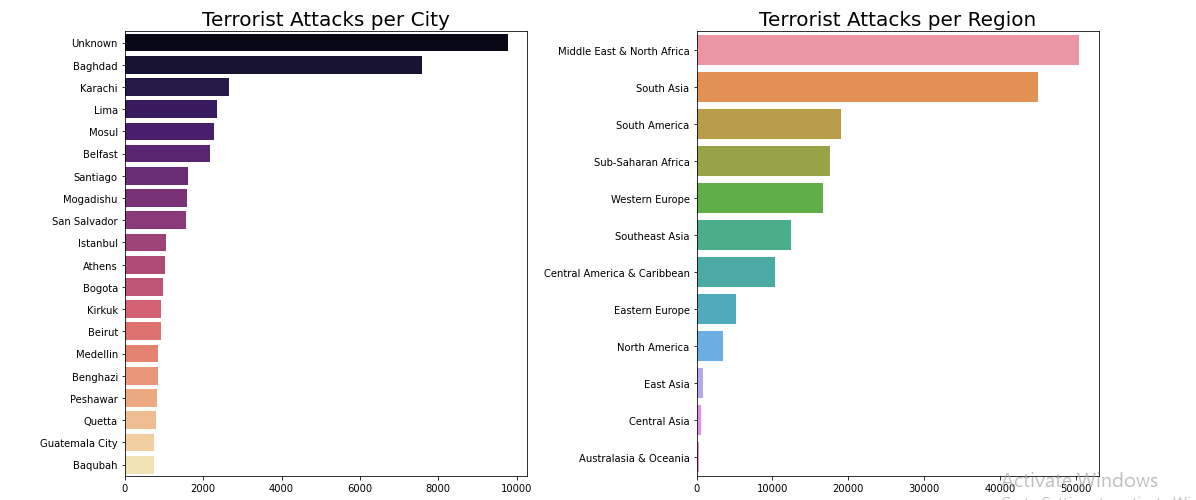 Terrorist Attacks per City
Unknown
Baghdad
Karachi
Lima
Mosul
Belfast
Santiago
Mogadishu
San Salvador
Istanbul
Athens
Bogota
Kirkuk
Beirut
Medellin
Benghazi
Peshawar
Quetta
Guatemala City
Baqubah
0 2000 4000 6000 8000 10000
Terrorist Attacks per Region
Middle East & North Africa
South Asia
South America
Sub-Saharan Africa
Western Europe
Southeast Asia
Central America & Caribbean
Eastern Europe
North America
East Asia
Central Asia
Australasia & Oceania
0 10000 20000 30000 40000 50000
Activate Windows